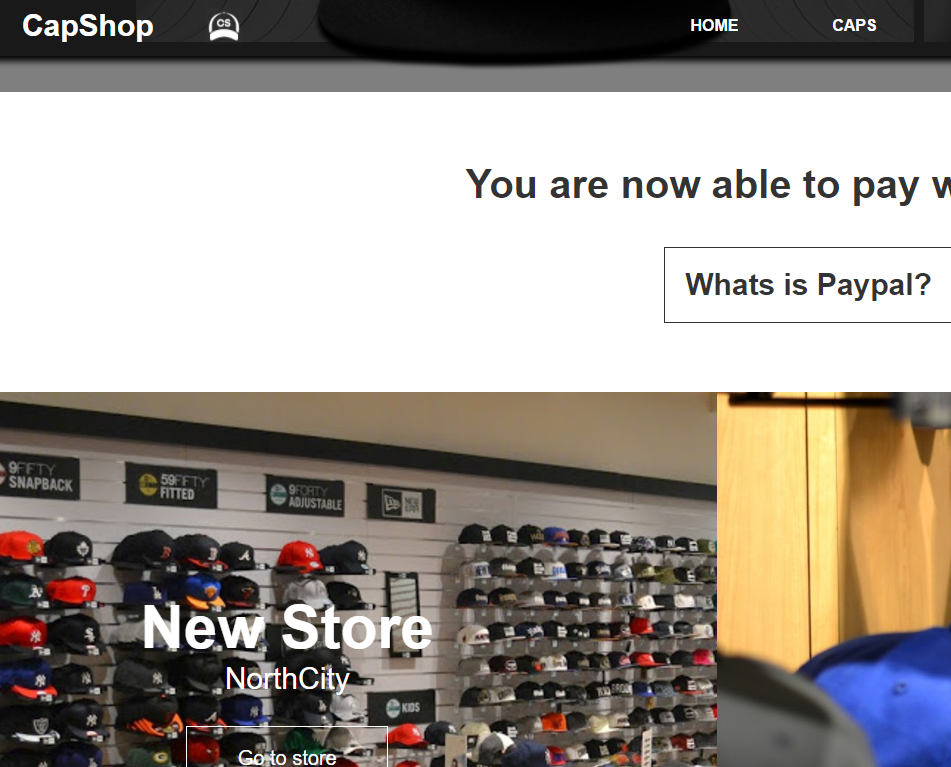 CapShop
CS
HOME
CAPS
You are now able to pay
Whats is Paypal?
9FIFTY
SNAPBACK
59FIFTY
FITTED
9FORTY
ADJUSTABLE
NEW ERA
New Store
NorthCity
KIDS
Go to store